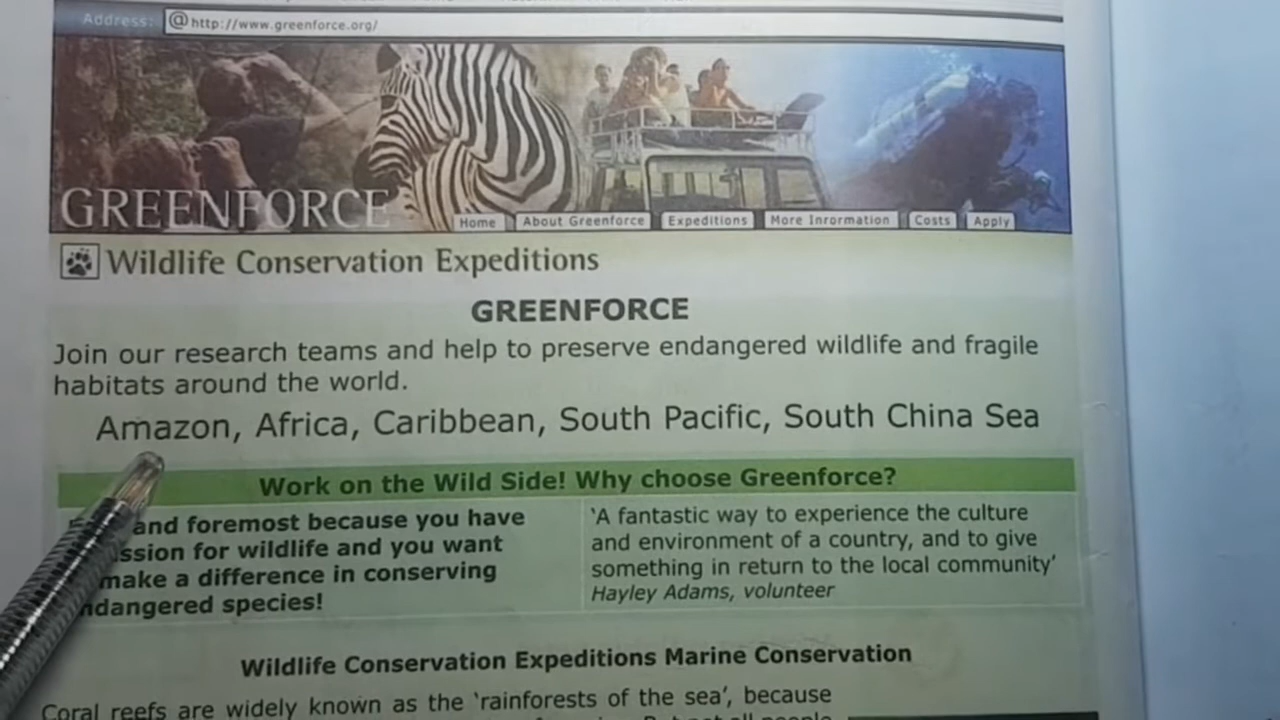 Address: @http://www.greenforce.org/
GREENFORCE
Home About Greenforce Expeditions More Inrormation Costs Apply
Wildlife Conservation Expeditions
GREENFORCE
Join our research teams and help to preserve endangered wildlife and fragile
habitats around the world.
Amazon, Africa, Caribbean, South Pacific, South China Sea
Work on the Wild Side! Why choose Greenforce?
and foremost because you have
ssion for wildlife and you want
make a difference in conserving
ndangered species!
‘A fantastic way to experience the culture
and environment of a country, and to give
something in return to the local community’
Hayley Adams, volunteer
Wildlife Conservation Expeditions Marine Conservation
Coral reefs are widely known as the ‘rainforests of the sea’, because